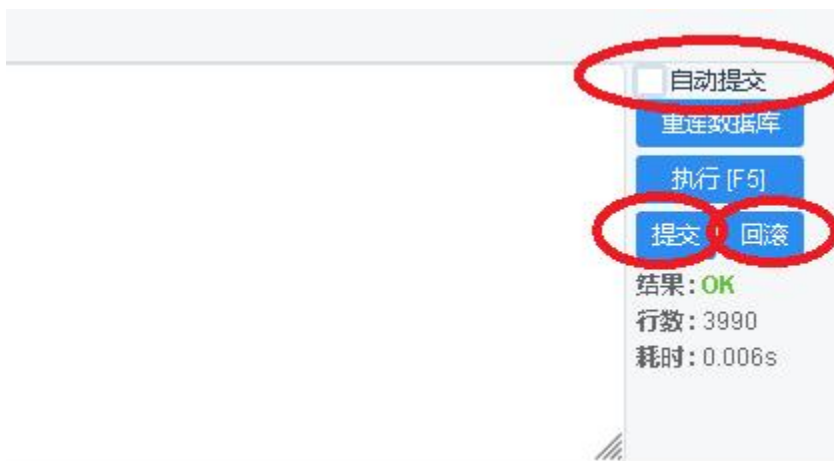 自动提交
重连数据库
执行 [F5]
提交 回滚
结果: OK
行数: 3990
耗时: 0.006s